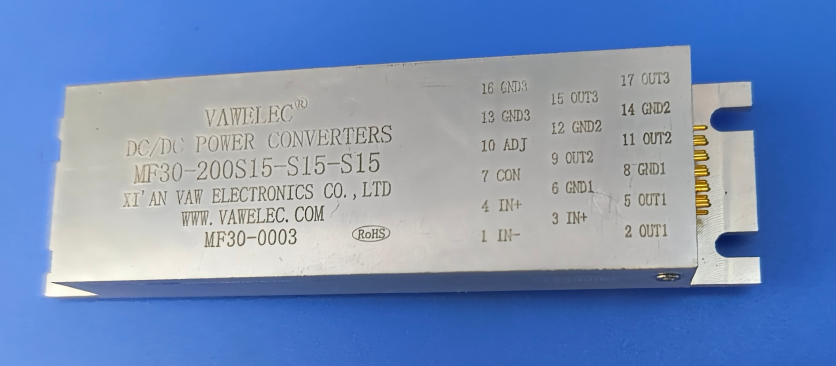 VAWELEC®
DC/DC POWER CONVERTERS
MF30-200S15-S15-S15
XI'AN VAW ELECTRONICS CO.,LTD
WWW.VAWELEC.COM
MF30-0003
RoHS
16 GND3
15 OUT3
17 OUT3
13 GND3
12 GND2
14 GND2
10 ADJ
9 OUT2
11 OUT2
7 CON
6 GND1
8 GND1
4 IN+
3 IN+
5 OUT1
1 IN-
2 OUT1